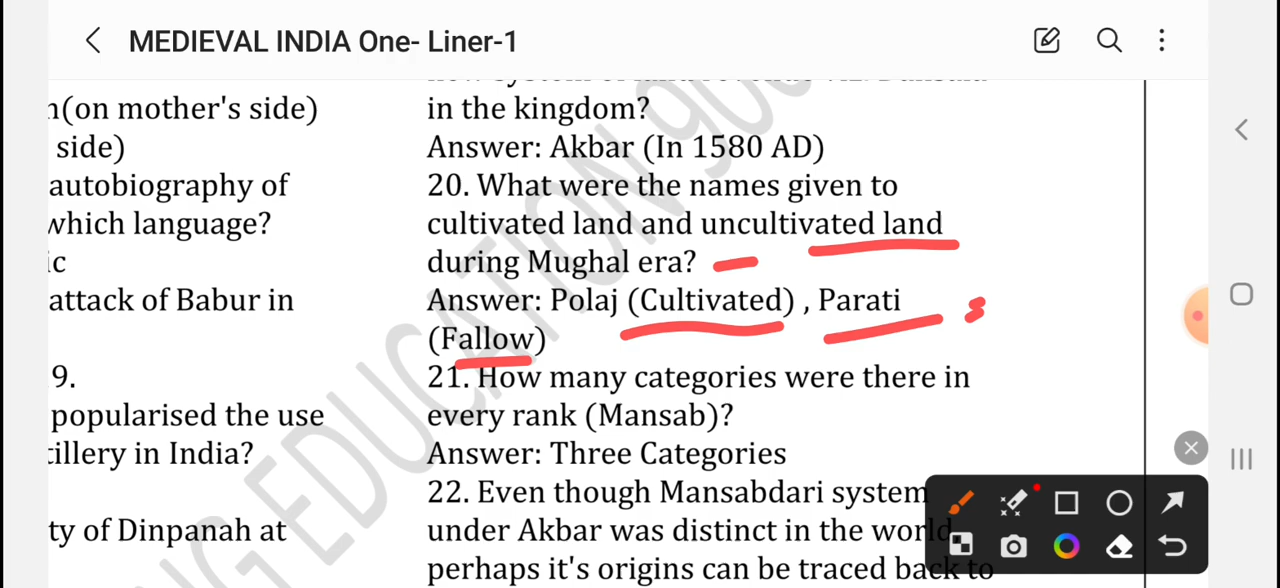 MEDIEVAL INDIA One- Liner-1
(on mother's side)
side)
autobiography of
which language?
attack of Babur in
9.
popularised the use
tillery in India?
ty of Dinpanah at
in the kingdom?
Answer: Akbar (In 1580 AD)
20. What were the names given to
cultivated land and uncultivated land
during Mughal era?
Answer: Polaj (Cultivated) , Parati
(Fallow)
21. How many categories were there in
every rank (Mansab)?
Answer: Three Categories
22. Even though Mansabdari system
under Akbar was distinct in the world
perhaps it's origins can be traced back to
EDUCATION